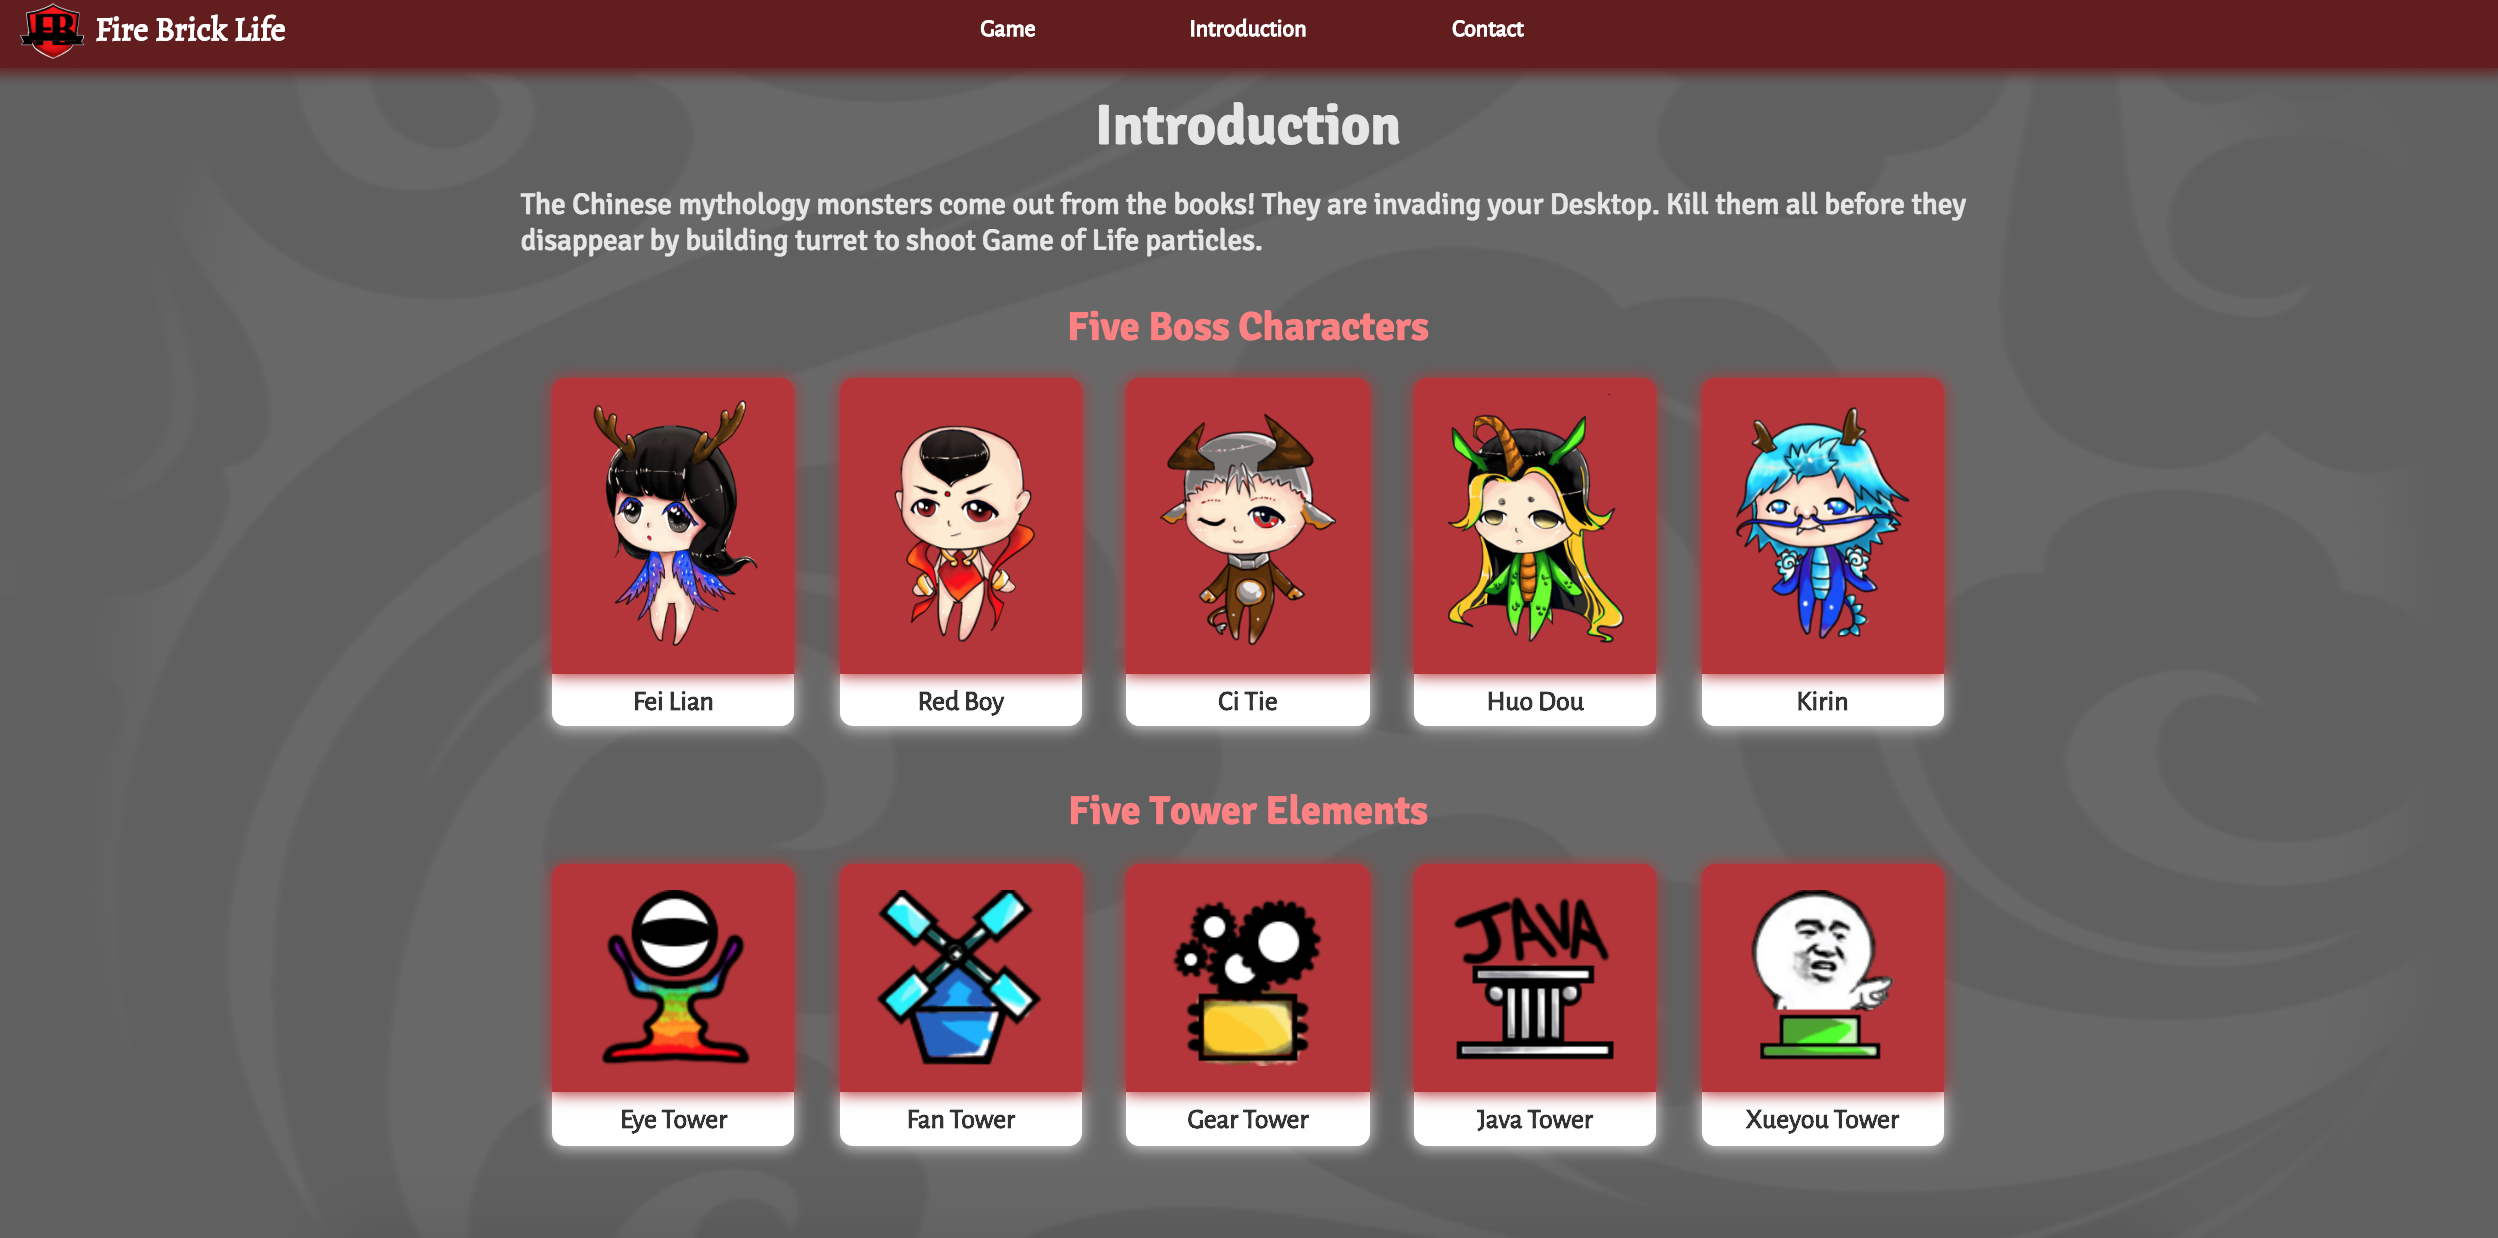 FB
Fire Brick Life
Game
Introduction
Contact
Introduction
The Chinese mythology monsters come out from the books! They are invading your Desktop. Kill them all before they
disappear by building turret to shoot Game of Life particles.
Five Boss Characters
Fei Lian
Red Boy
Ci Tie
Huo Dou
Kirin
Five Tower Elements
JAVA
Eye Tower
Fan Tower
Gear Tower
Java Tower
Xueyou Tower